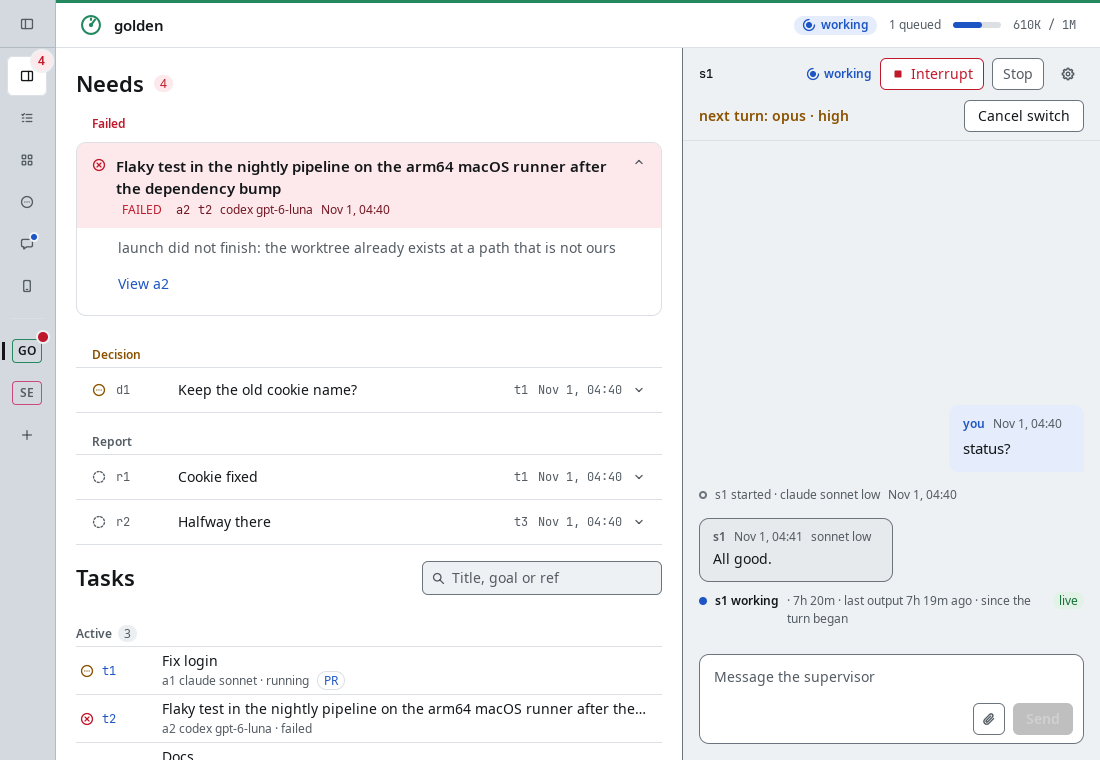 golden
working
1 queued
610K / 1M
4
GO
SE
Needs 4
Failed
Flaky test in the nightly pipeline on the arm64 macOS runner after
the dependency bump
FAILED a2 t2 codex gpt-6-luna Nov 1, 04:40
launch did not finish: the worktree already exists at a path that is not ours
View a2
Decision
d1 Keep the old cookie name? t1 Nov 1, 04:40
Report
r1 Cookie fixed t1 Nov 1, 04:40
r2 Halfway there t3 Nov 1, 04:40
Tasks
Title, goal or ref
Active 3
t1 Fix login
a1 claude sonnet · running PR
t2 Flaky test in the nightly pipeline on the arm64 macOS runner after the…
a2 codex gpt-6-luna · failed
Docs
s1
working
Interrupt
Stop
next turn: opus · high
Cancel switch
you Nov 1, 04:40
status?
s1 started · claude sonnet low Nov 1, 04:40
s1 Nov 1, 04:41 sonnet low
All good.
s1 working · 7h 20m · last output 7h 19m ago · since the
turn began
live
Message the supervisor
Send